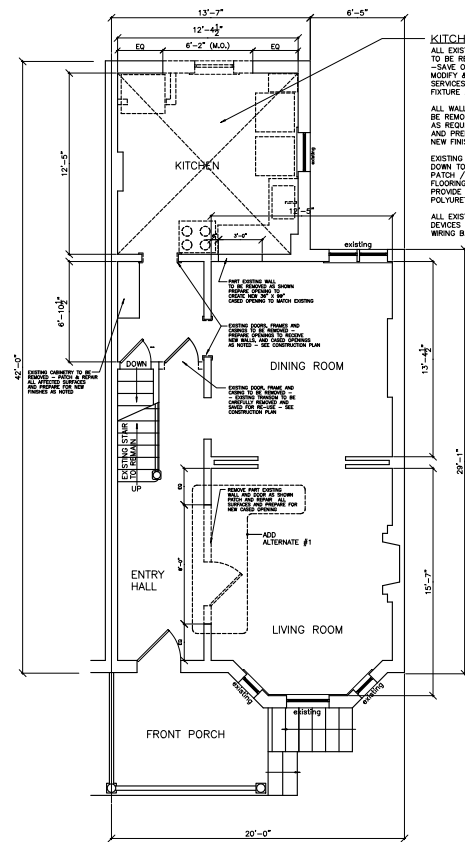 13'-7"
6'-5"
12'-4½"
EQ
6'-2" (M.O.)
EQ
KITCH
ALL EXIS
TO BE RE
-SAVE O
MODIFY &
SERVICES
FIXTURE
ALL WALL
BE REMO
AS REQU
AND PRE
NEW FINIS
EXISTING
DOWN TO
PATCH /
FLOORING
PROVIDE
POLYURET
ALL EXIS
DEVICES
WIRING B
existing
12'-5"
KITCHEN
12'-5"
3'-0"
existing
PART EXISTING WALL
TO BE REMOVED AS SHOWN
PREPARE OPENING TO
CREATE NEW 36" X 99"
CASED OPENING TO MATCH EXISTING
6'-10½"
EXISTING DOORS, FRAMES AND
CASINGS TO BE REMOVED -
PREPARE OPENINGS TO RECEIVE
NEW WALLS, AND CASED OPENINGS
AS NOTED - SEE CONSTRUCTION PLAN
EXISTING CABINETRY TO BE
REMOVED - PATCH & REPAIR
ALL AFFECTED SURFACES
AND PREPARE FOR NEW
FINISHES AS NOTED
DOWN
DINING ROOM
13'-4½"
42'-0"
EXISTING DOOR, FRAME AND
CASING TO BE REMOVED -
- EXISTING TRANSOM TO BE
CAREFULLY REMOVED AND
SAVED FOR RE-USE - SEE
CONSTRUCTION PLAN
EXISTING STAIR
TO REMAIN
UP
29'-1"
EQ
REMOVE PART EXISTING
WALL AND DOOR AS SHOWN
PATCH AND REPAIR ALL
SURFACES AND PREPARE FOR
NEW CASED OPENING
ADD
ALTERNATE #1
6'-0"
ENTRY
HALL
15'-7"
LIVING ROOM
EQ
existing
existing
existing
FRONT PORCH
20'-0"